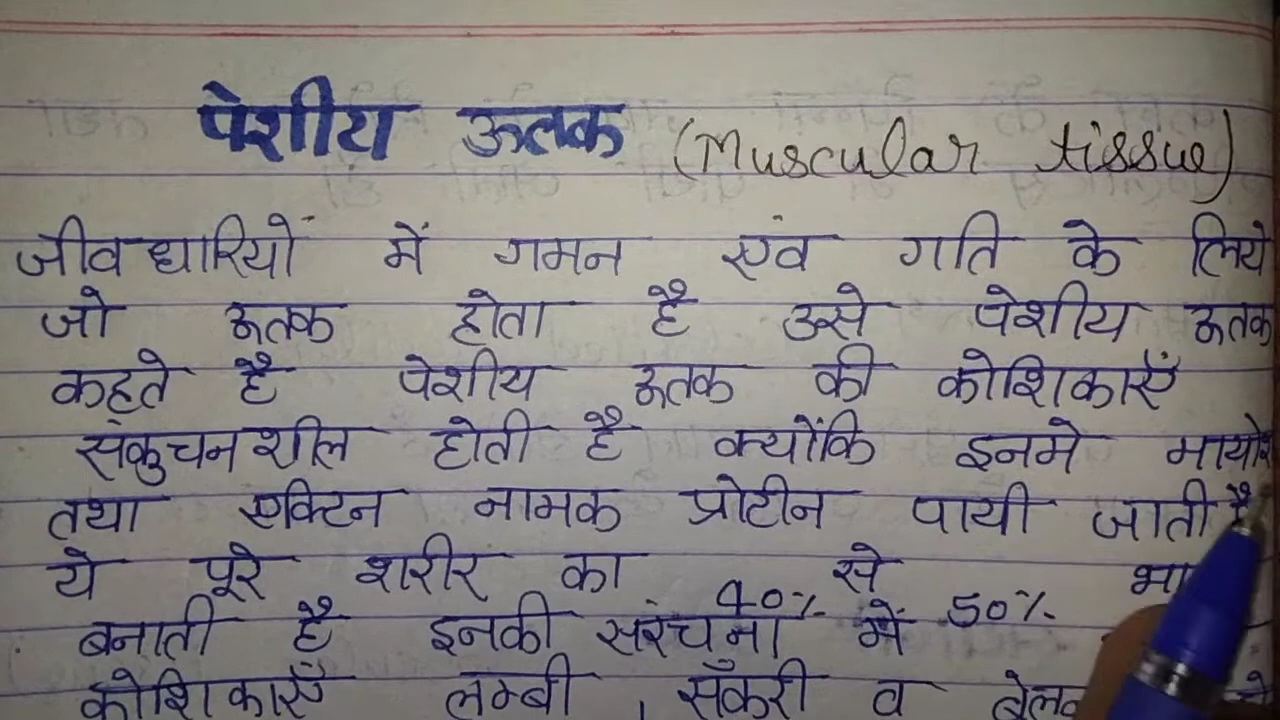 पेशीय ऊतक (Muscular tissue)
जीवधारियों में गमन एवं गति के लिये
जो ऊतक होता है उसे पेशीय ऊतक
कहते है पेशीय ऊतक की कोशिकाएँ
संकुचनशील होती है क्योंकि इनमे
तथा एक्टिन नामक प्रोटीन पायी जाती है
ये पूरे शरीर का 40% से 50%
बनाती है इनकी संरचना में
कोशिकाएँ लम्बी, सँकरी व